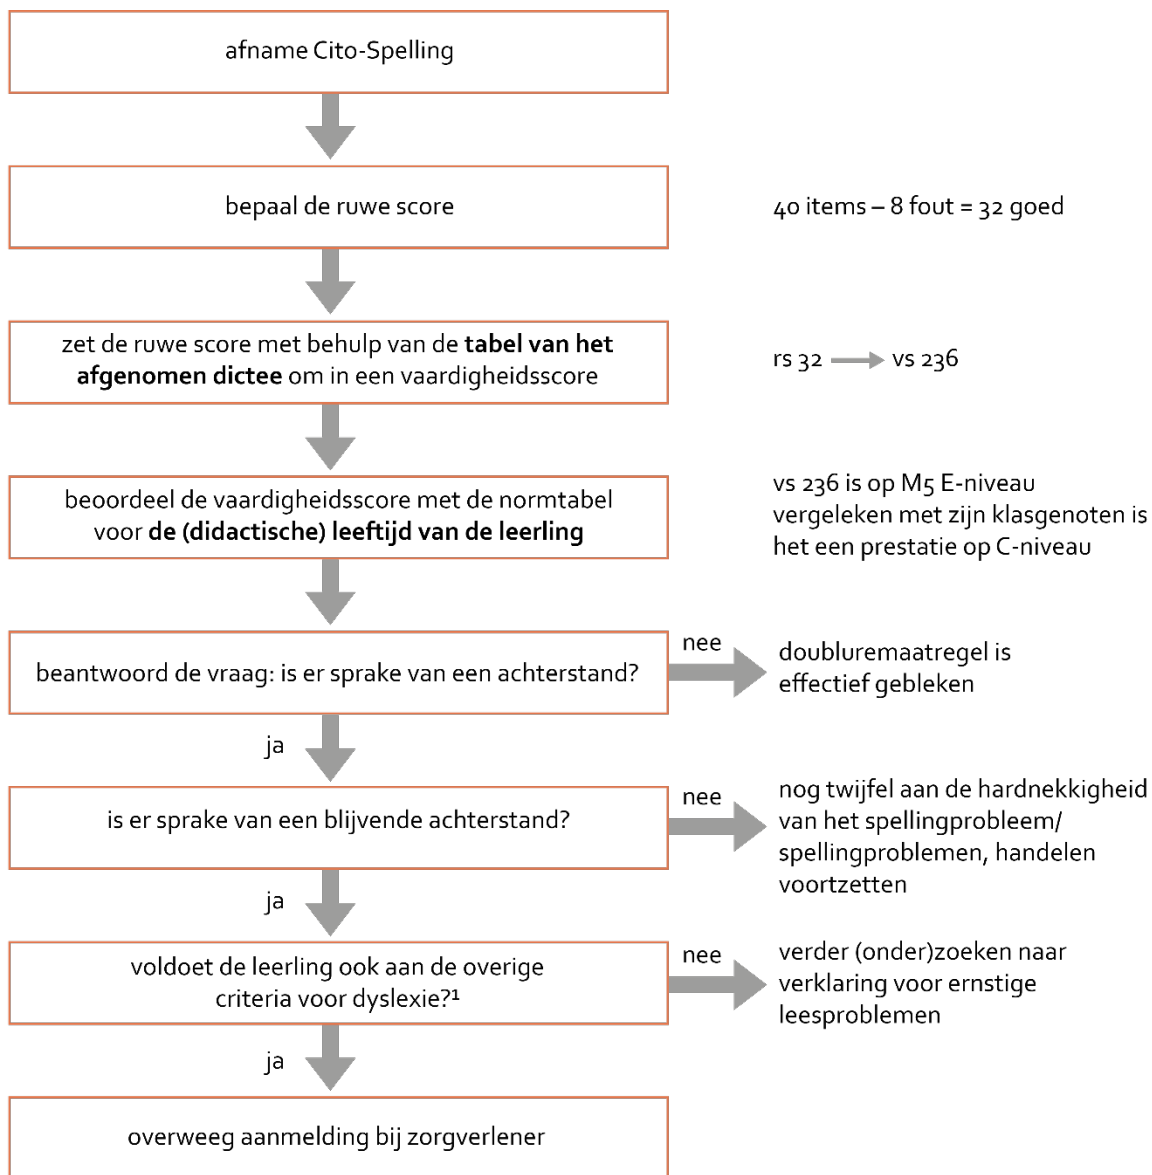 afname Cito-Spelling
bepaal de ruwe score
40 items – 8 fout = 32 goed
zet de ruwe score met behulp van de tabel van het
afgenomen dictee om in een vaardigheidsscore
rs 32 → vs 236
beoordeel de vaardigheidsscore met de normtabel
voor de (didactische) leeftijd van de leerling
vs 236 is op M5 E-niveau
vergeleken met zijn klasgenoten is
het een prestatie op C-niveau
beantwoord de vraag: is er sprake van een achterstand?
nee
doubluremaatregel is
effectief gebleken
ja
is er sprake van een blijvende achterstand?
nee
nog twijfel aan de hardnekkigheid
van het spellingprobleem/
spellingproblemen, handelen
voortzetten
ja
voldoet de leerling ook aan de overige
criteria voor dyslexie?¹
nee
verder (onder)zoeken naar
verklaring voor ernstige
leesproblemen
ja
overweeg aanmelding bij zorgverlener